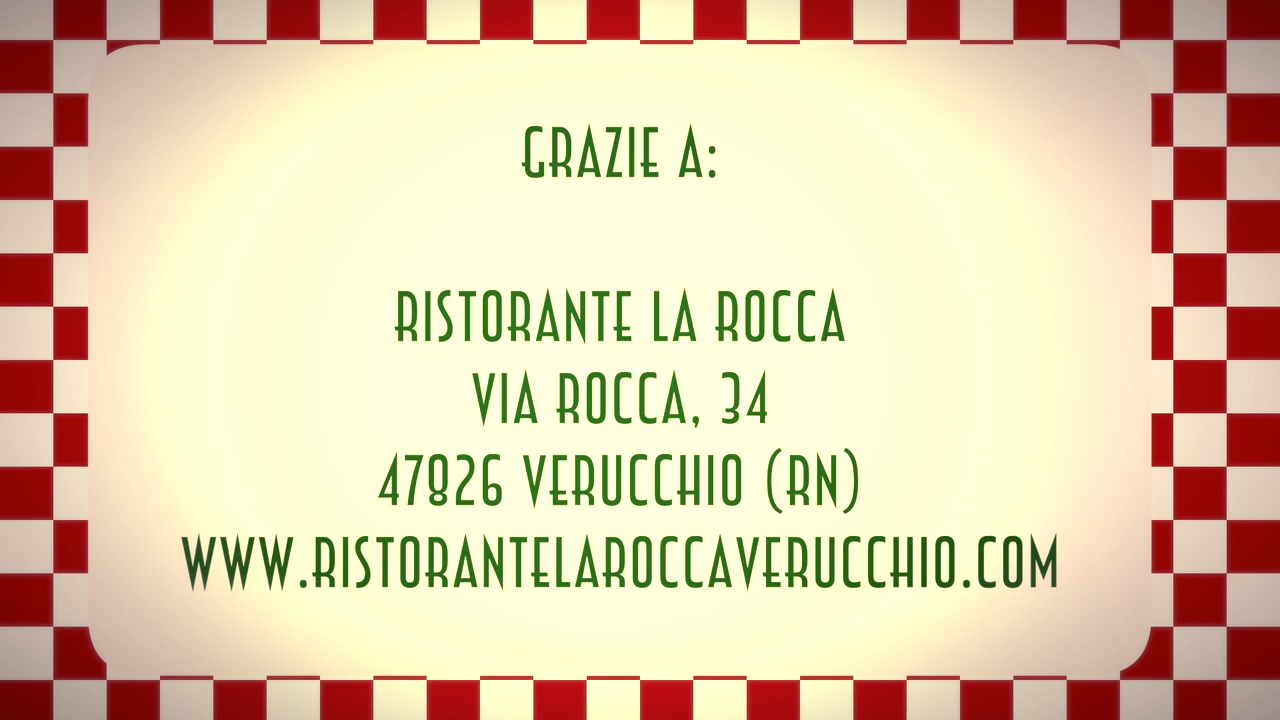 GRAZIE A:
RISTORANTE LA ROCCA
VIA ROCCA, 34
47826 VERUCCHIO (RN)
WWW.RISTORANTELAROCCAVERUCCHIO.COM